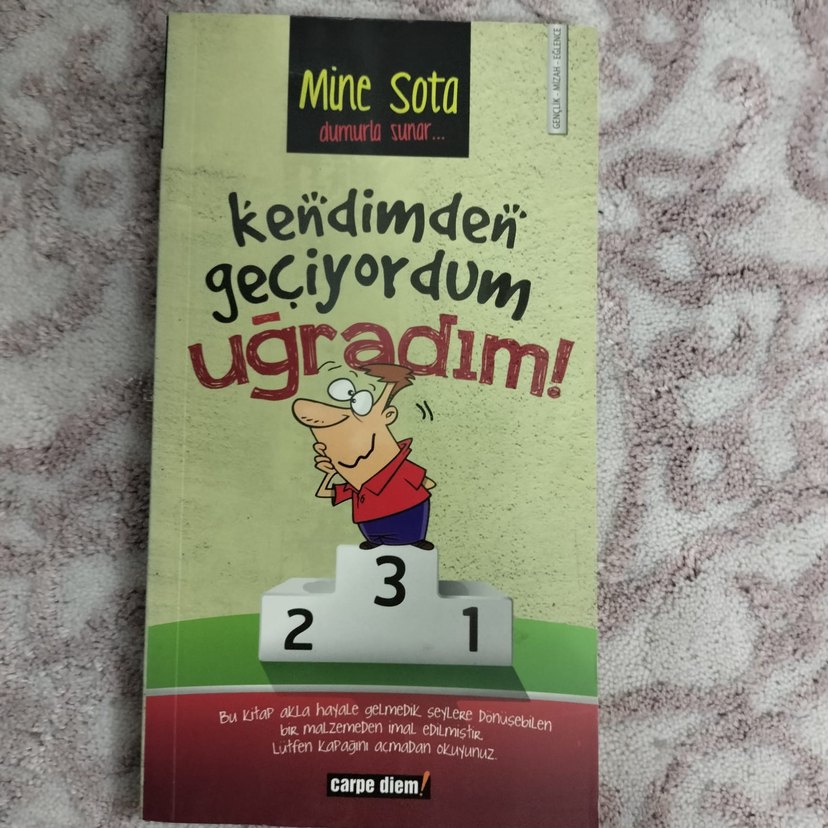 Mine Sota
dumurla sunar...
GENÇLİK - MİZAH - EĞLENCE
kendimden
geçiyordum
uğradım!
3
2 1
Bu kitap akla hayale gelmedik şeylere dönüşebilen
bir malzemeden imal edilmiştir.
Lütfen kapağını açmadan okuyunuz.
carpe diem!